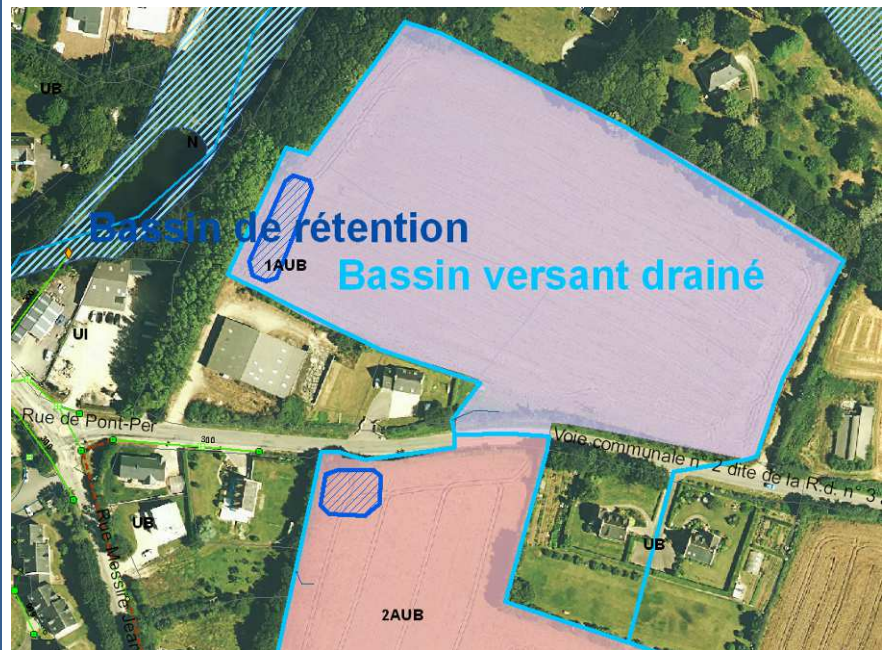 UB
N
Bassin de rétention
1AUB
Bassin versant drainé
UI
Rue de Pont-Per
300
Voie communale n° 2 dite de la R.d. n° 3
UB
UB
Rue Messire Jean
2AUB